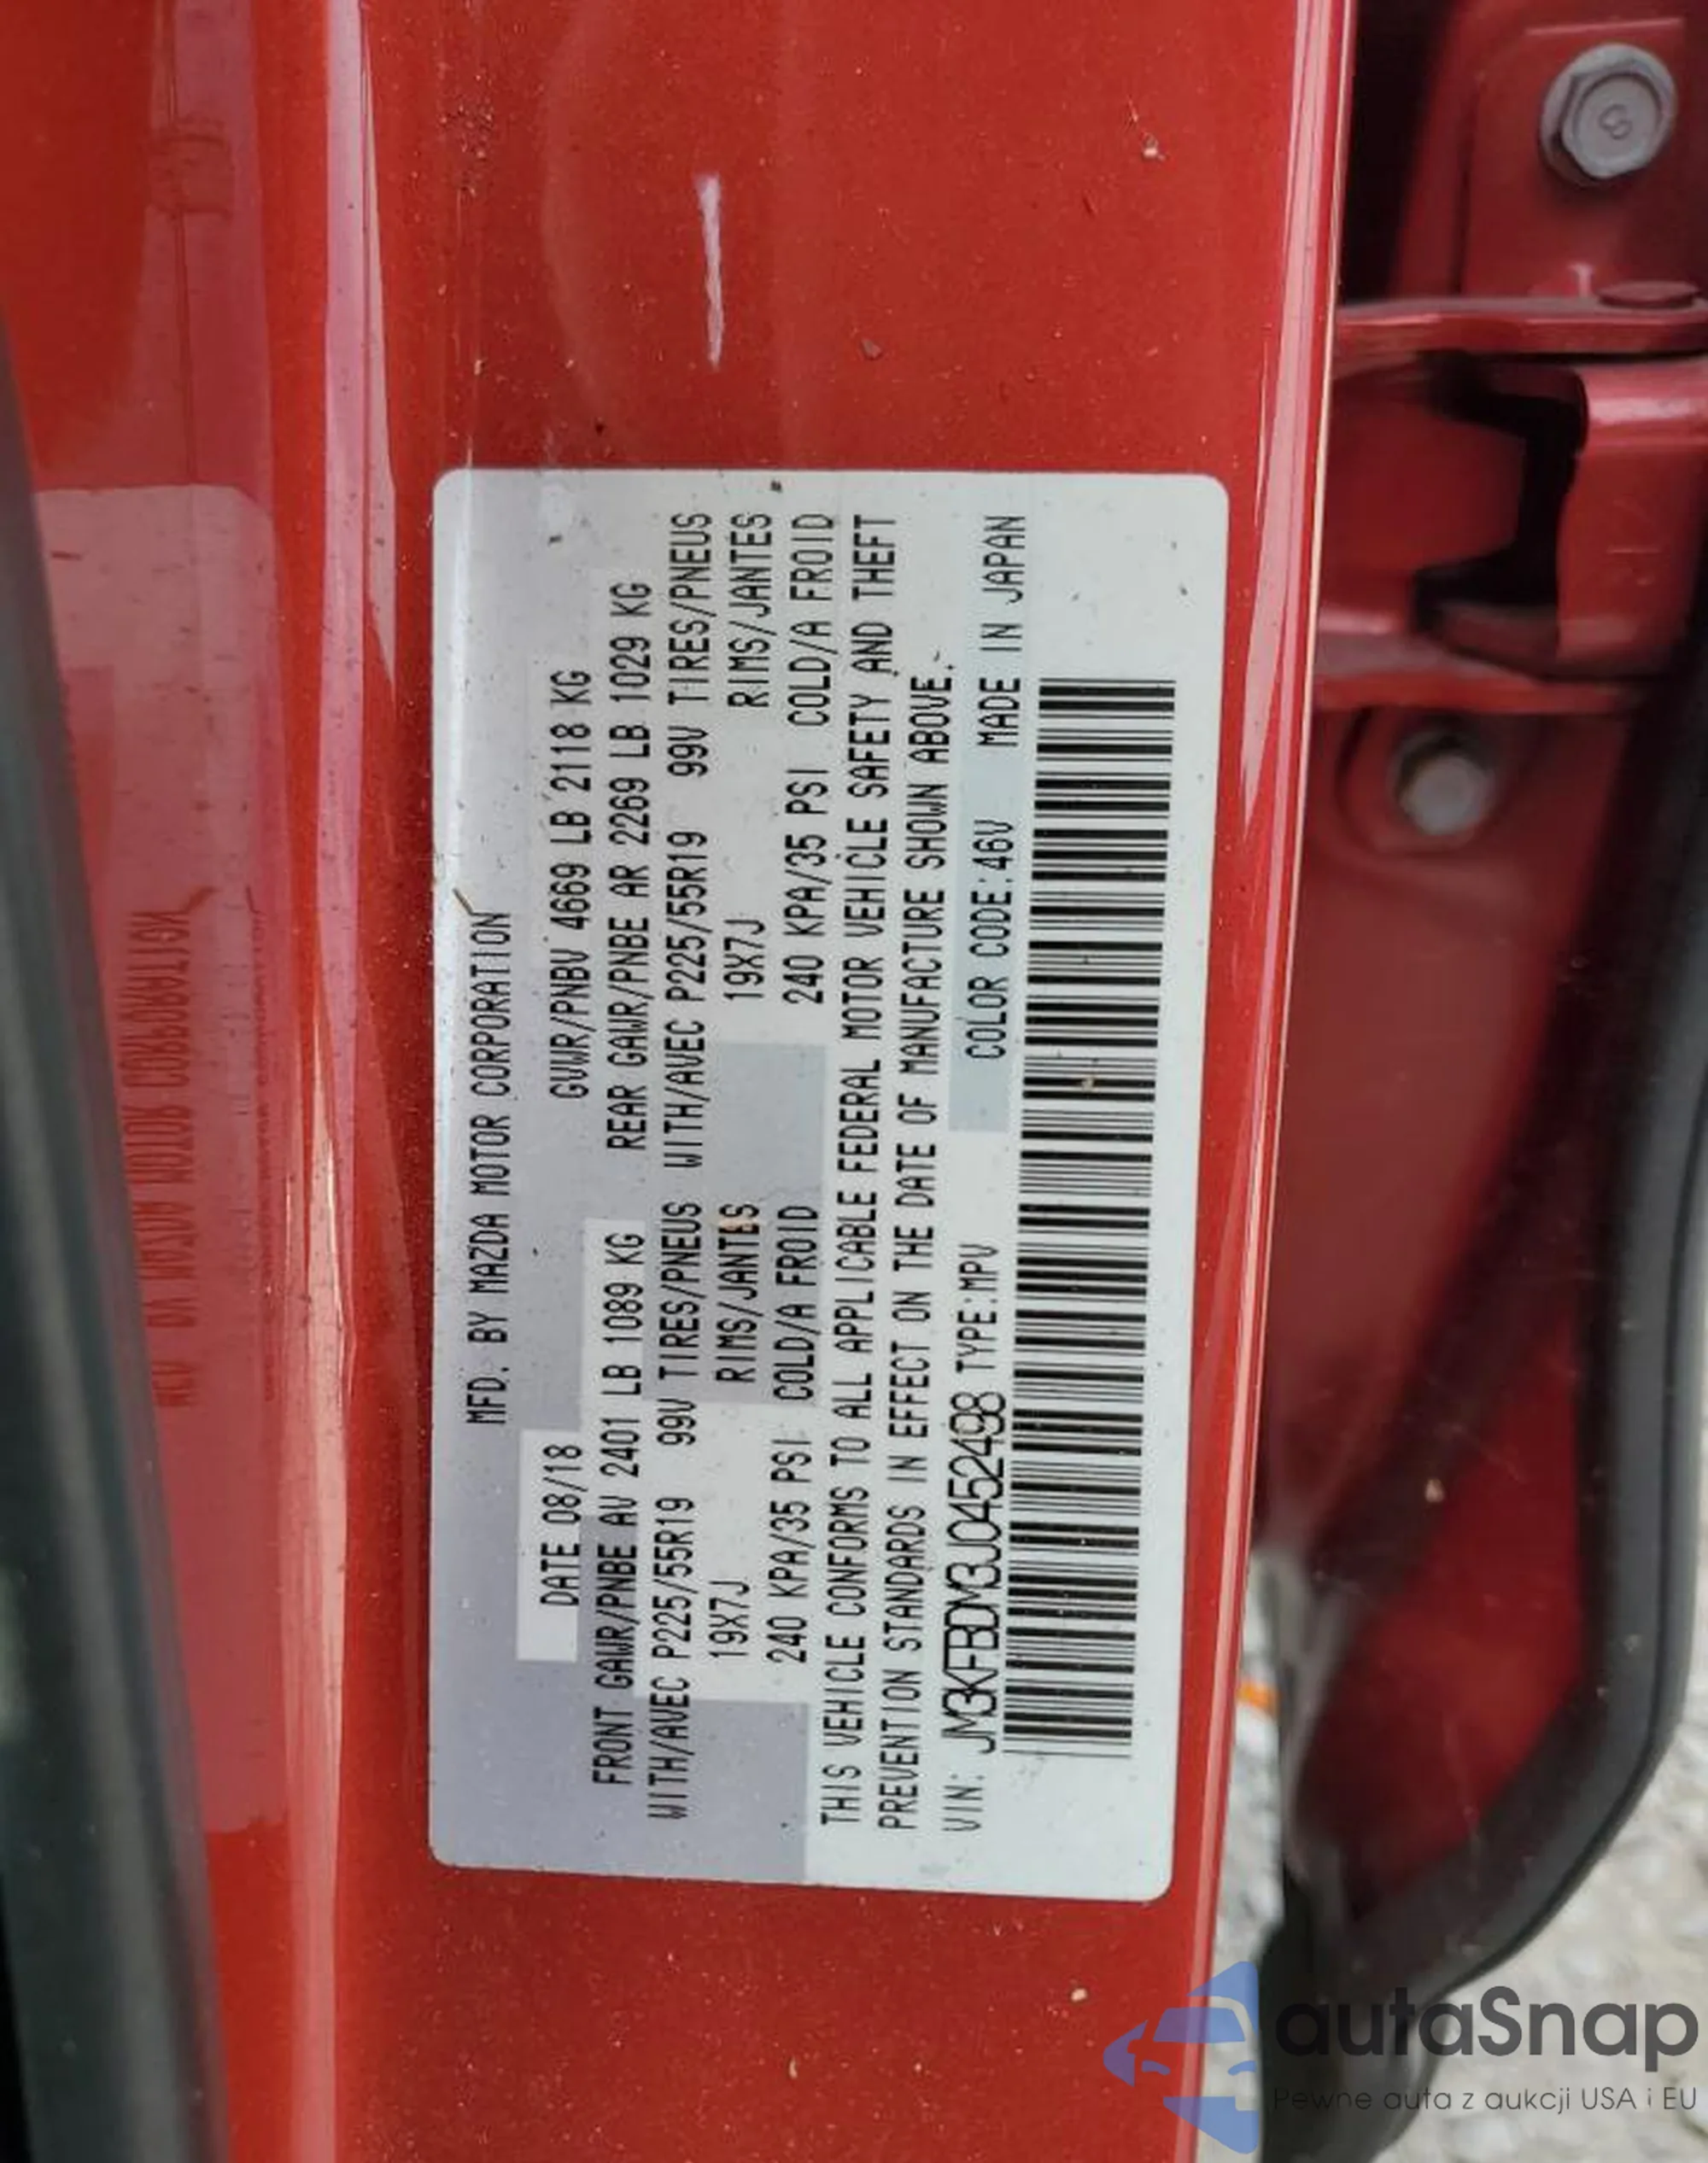 MFD. BY MAZDA MOTOR CORPORATION
DATE 08/18 GVWR/PNBV 4669 LB 2118 KG
FRONT GAWR/PNBE AV 2401 LB 1089 KG REAR GAWR/PNBE AR 2269 LB 1029 KG
WITH/AVEC P225/55R19 99V TIRES/PNEUS WITH/AVEC P225/55R19 99V TIRES/PNEUS
19X7J RIMS/JANTES 19X7J RIMS/JANTES
240 KPA/35 PSI COLD/A FROID 240 KPA/35 PSI COLD/A FROID
THIS VEHICLE CONFORMS TO ALL APPLICABLE FEDERAL MOTOR VEHICLE SAFETY AND THEFT
PREVENTION STANDARDS IN EFFECT ON THE DATE OF MANUFACTURE SHOWN ABOVE.
VIN: JM3KFBDM3J0452498 TYPE:MPV COLOR CODE:46V MADE IN JAPAN
8
autaSnap
Pewne auta z aukcji USA i EU